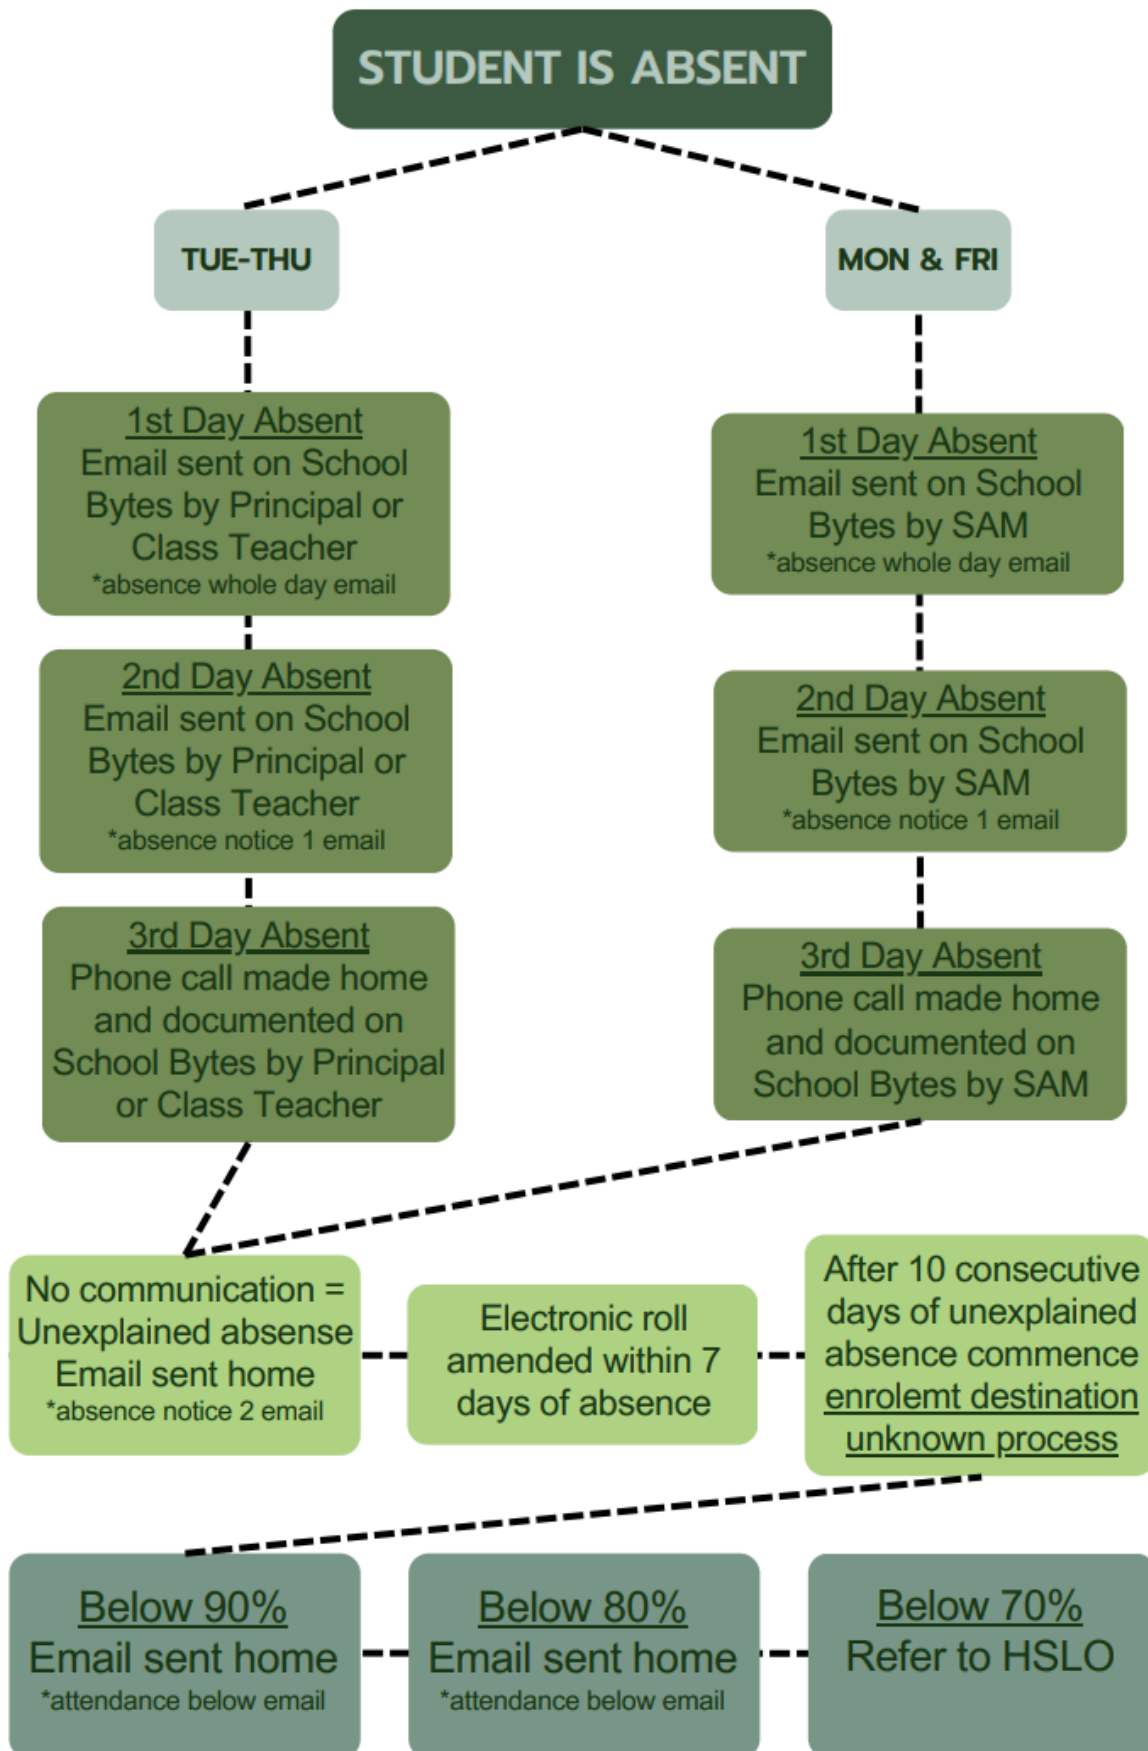 STUDENT IS ABSENT
TUE-THU
MON & FRI
1st Day Absent
Email sent on School
Bytes by Principal or
Class Teacher
*absence whole day email
1st Day Absent
Email sent on School
Bytes by SAM
*absence whole day email
2nd Day Absent
Email sent on School
Bytes by Principal or
Class Teacher
*absence notice 1 email
2nd Day Absent
Email sent on School
Bytes by SAM
*absence notice 1 email
3rd Day Absent
Phone call made home
and documented on
School Bytes by Principal
or Class Teacher
3rd Day Absent
Phone call made home
and documented on
School Bytes by SAM
No communication =
Unexplained absense
Email sent home
*absence notice 2 email
Electronic roll
amended within 7
days of absence
After 10 consecutive
days of unexplained
absence commence
enrolemt destination
unknown process
Below 90%
Email sent home
*attendance below email
Below 80%
Email sent home
*attendance below email
Below 70%
Refer to HSLO